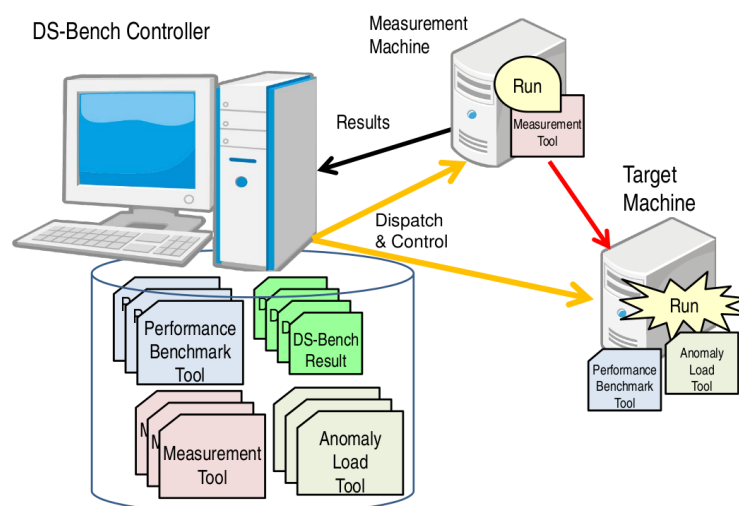 DS-Bench Controller
Measurement
Machine
Run
Measurement
Tool
Results
Target
Machine
Dispatch
& Control
Run
Performance
Benchmark
Tool
Anomaly
Load
Tool
P
P
Performance
Benchmark
Tool
D
D
D
DS-Bench
Result
M
M
Measurement
Tool
Anomaly
Load
Tool